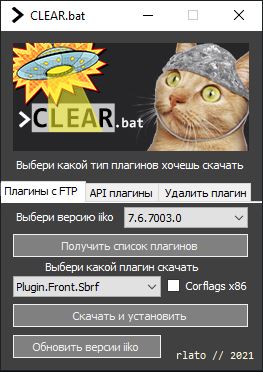 CLEAR.bat
>CLEAR.bat
Выбери какой тип плагинов хочешь скачать
Плагины с FTP API плагины Удалить плагин
Выбери версию iiko 7.6.7003.0
Получить список плагинов
Выбери какой плагин скачать
Plugin.Front.Sbrf Corflags x86
Скачать и установить
Обновить версии iiko
rlato // 2021